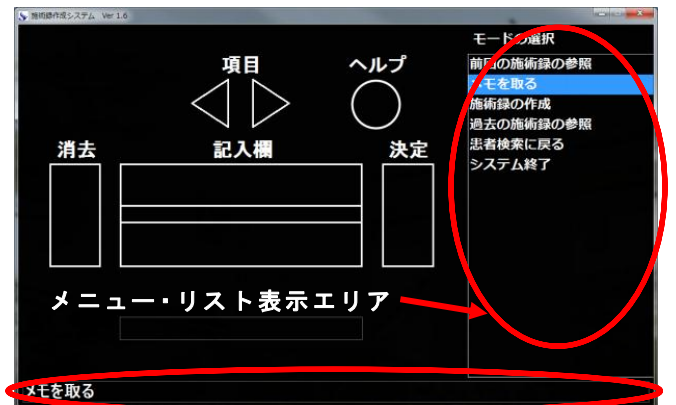 施術録作成システム Ver 1.6
モードの選択
項目
ヘルプ
前回の施術録の参照
メモを取る
施術録の作成
過去の施術録の参照
患者検索に戻る
システム終了
消去
記入欄
決定
メニュー・リスト表示エリア
メモを取る